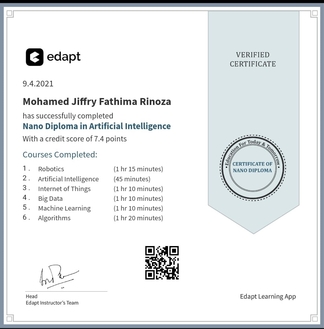 edapt
VERIFIED
CERTIFICATE
9.4.2021
Mohamed Jiffry Fathima Rinoza
has successfully completed
Nano Diploma in Artificial Intelligence
With a credit score of 7.4 points
Education For Today & Tomorrow
CERTIFICATE OF
NANO DIPLOMA
Courses Completed:
1 . Robotics (1 hr 15 minutes)
2 . Artificial Intelligence (45 minutes)
3 . Internet of Things (1 hr 10 minutes)
4 . Big Data (1 hr 10 minutes)
5 . Machine Learning (1 hr 10 minutes)
6 . Algorithms (1 hr 20 minutes)
Head
Edapt Instructor's Team
Edapt Learning App